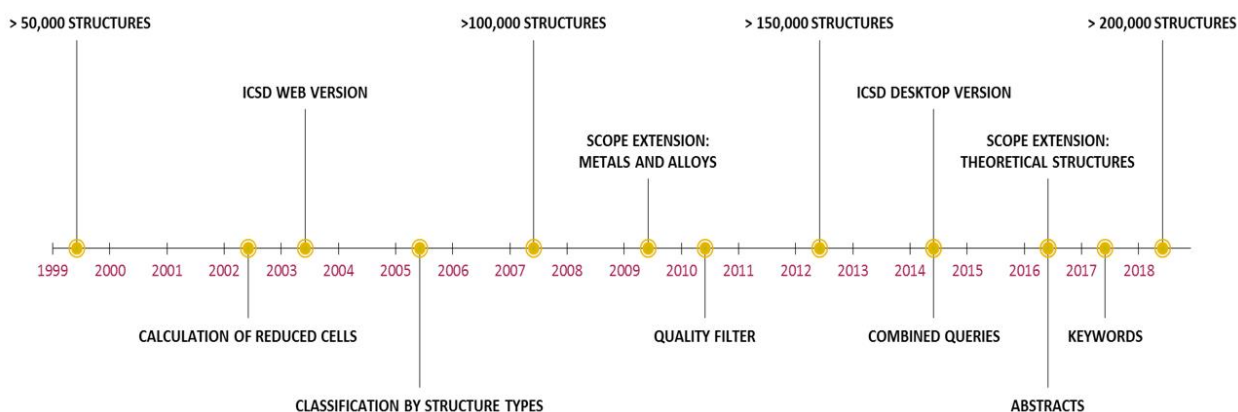 > 50,000 STRUCTURES
>100,000 STRUCTURES
> 150,000 STRUCTURES
> 200,000 STRUCTURES
ICSD WEB VERSION
ICSD DESKTOP VERSION
SCOPE EXTENSION:
METALS AND ALLOYS
SCOPE EXTENSION:
THEORETICAL STRUCTURES
1999 2000 2001 2002 2003 2004 2005 2006 2007 2008 2009 2010 2011 2012 2013 2014 2015 2016 2017 2018
CALCULATION OF REDUCED CELLS
QUALITY FILTER
COMBINED QUERIES
KEYWORDS
CLASSIFICATION BY STRUCTURE TYPES
ABSTRACTS